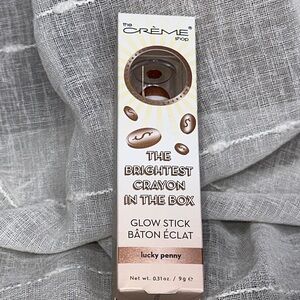 the
CRÈME®
shop
THE
BRIGHTEST
CRAYON
IN THE BOX
GLOW STICK
BÂTON ÉCLAT
lucky penny
Net wt. 0.31oz. / 9g ℮